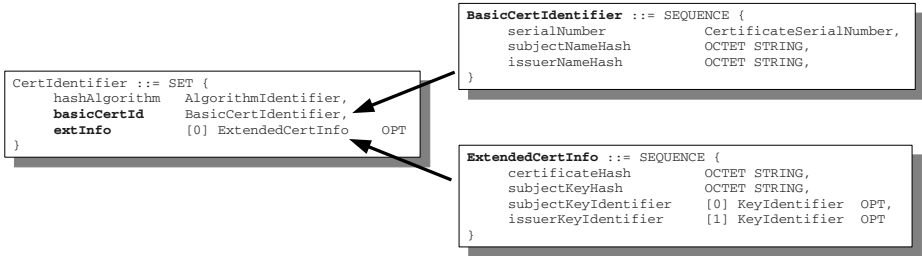 BasicCertIdentifier ::= SEQUENCE {
serialNumber CertificateSerialNumber,
subjectNameHash OCTET STRING,
issuerNameHash OCTET STRING,
}
CertIdentifier ::= SET {
hashAlgorithm AlgorithmIdentifier,
basicCertId BasicCertIdentifier,
extInfo [0] ExtendedCertInfo OPT
}
ExtendedCertInfo ::= SEQUENCE {
certificateHash OCTET STRING,
subjectKeyHash OCTET STRING,
subjectKeyIdentifier [0] KeyIdentifier OPT,
issuerKeyIdentifier [1] KeyIdentifier OPT
}